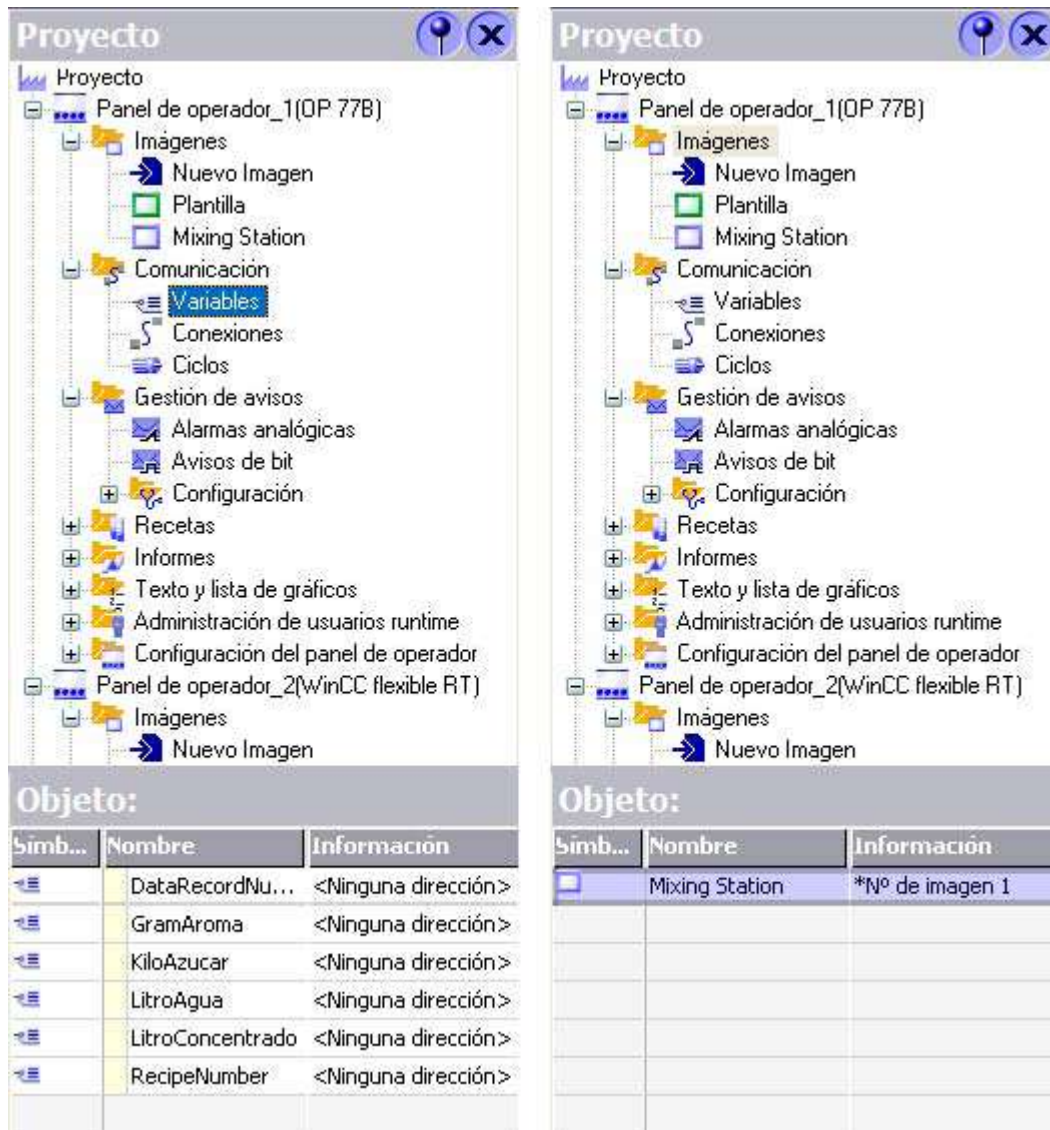 Proyecto
Proyecto
Panel de operador_1(OP 77B)
Imágenes
Nuevo Imagen
Plantilla
Mixing Station
Comunicación
Variables
Conexiones
Ciclos
Gestión de avisos
Alarmas analógicas
Avisos de bit
Configuración
Recetas
Informes
Texto y lista de gráficos
Administración de usuarios runtime
Configuración del panel de operador
Panel de operador_2(WinCC flexible RT)
Imágenes
Nuevo Imagen
Objeto:
Símb... Nombre Información
DataRecordNu... <Ninguna dirección>
GramAroma <Ninguna dirección>
KiloAzucar <Ninguna dirección>
LitroAgua <Ninguna dirección>
LitroConcentrado <Ninguna dirección>
RecipeNumber <Ninguna dirección>
Proyecto
Proyecto
Panel de operador_1(OP 77B)
Imágenes
Nuevo Imagen
Plantilla
Mixing Station
Comunicación
Variables
Conexiones
Ciclos
Gestión de avisos
Alarmas analógicas
Avisos de bit
Configuración
Recetas
Informes
Texto y lista de gráficos
Administración de usuarios runtime
Configuración del panel de operador
Panel de operador_2(WinCC flexible RT)
Imágenes
Nuevo Imagen
Objeto:
Símb... Nombre Información
Mixing Station *Nº de imagen 1